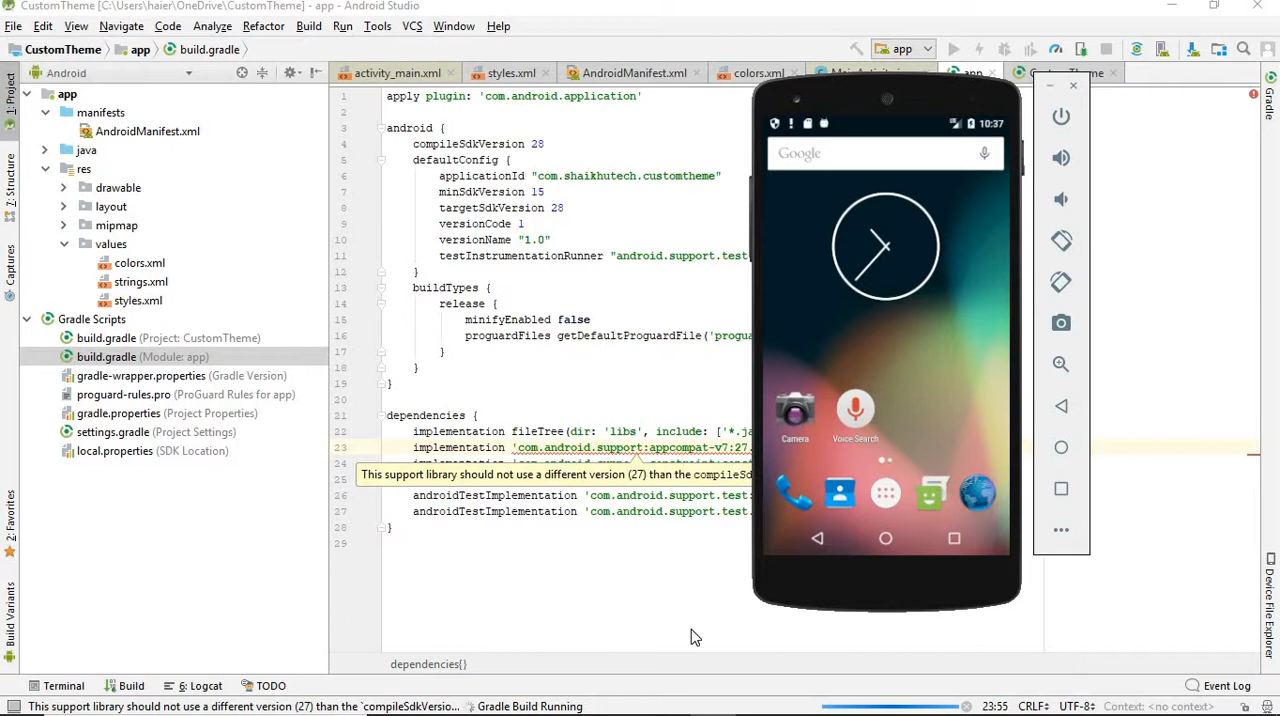 CustomTheme [C:\Users\haier\OneDrive\CustomTheme] - app - Android Studio
File Edit View Navigate Code Analyze Refactor Build Run Tools VCS Window Help
CustomTheme app build.gradle app
Android
activity_main.xml styles.xml AndroidManifest.xml colors.xml app
1: Project
7: Structure
Captures
2: Favorites
Build Variants
app
manifests
AndroidManifest.xml
java
res
drawable
layout
mipmap
values
colors.xml
strings.xml
styles.xml
Gradle Scripts
build.gradle (Project: CustomTheme)
build.gradle (Module: app)
gradle-wrapper.properties (Gradle Version)
proguard-rules.pro (ProGuard Rules for app)
gradle.properties (Project Properties)
settings.gradle (Project Settings)
local.properties (SDK Location)
1 apply plugin: 'com.android.application'
2
3 android {
4 compileSdkVersion 28
5 defaultConfig {
6 applicationId "com.shaikhutech.customtheme"
7 minSdkVersion 15
8 targetSdkVersion 28
9 versionCode 1
10 versionName "1.0"
11 testInstrumentationRunner "android.support.test
12 }
13 buildTypes {
14 release {
15 minifyEnabled false
16 proguardFiles getDefaultProguardFile('progua
17 }
18 }
19 }
20
21 dependencies {
22 implementation fileTree(dir: 'libs', include: ['*.ja
23 implementation 'com.android.support:appcompat-v7:27.
24
This support library should not use a different version (27) than the compileSd
26 androidTestImplementation 'com.android.support.test:
27 androidTestImplementation 'com.android.support.test.
28 }
29
dependencies{}
10:37
Google
Camera
Voice Search
Gradle
Device File Explorer
Terminal Build 6: Logcat TODO Event Log
This support library should not use a different version (27) than the `compileSdkVersio... Gradle Build Running 23:55 CRLF UTF-8 Context: <no context>